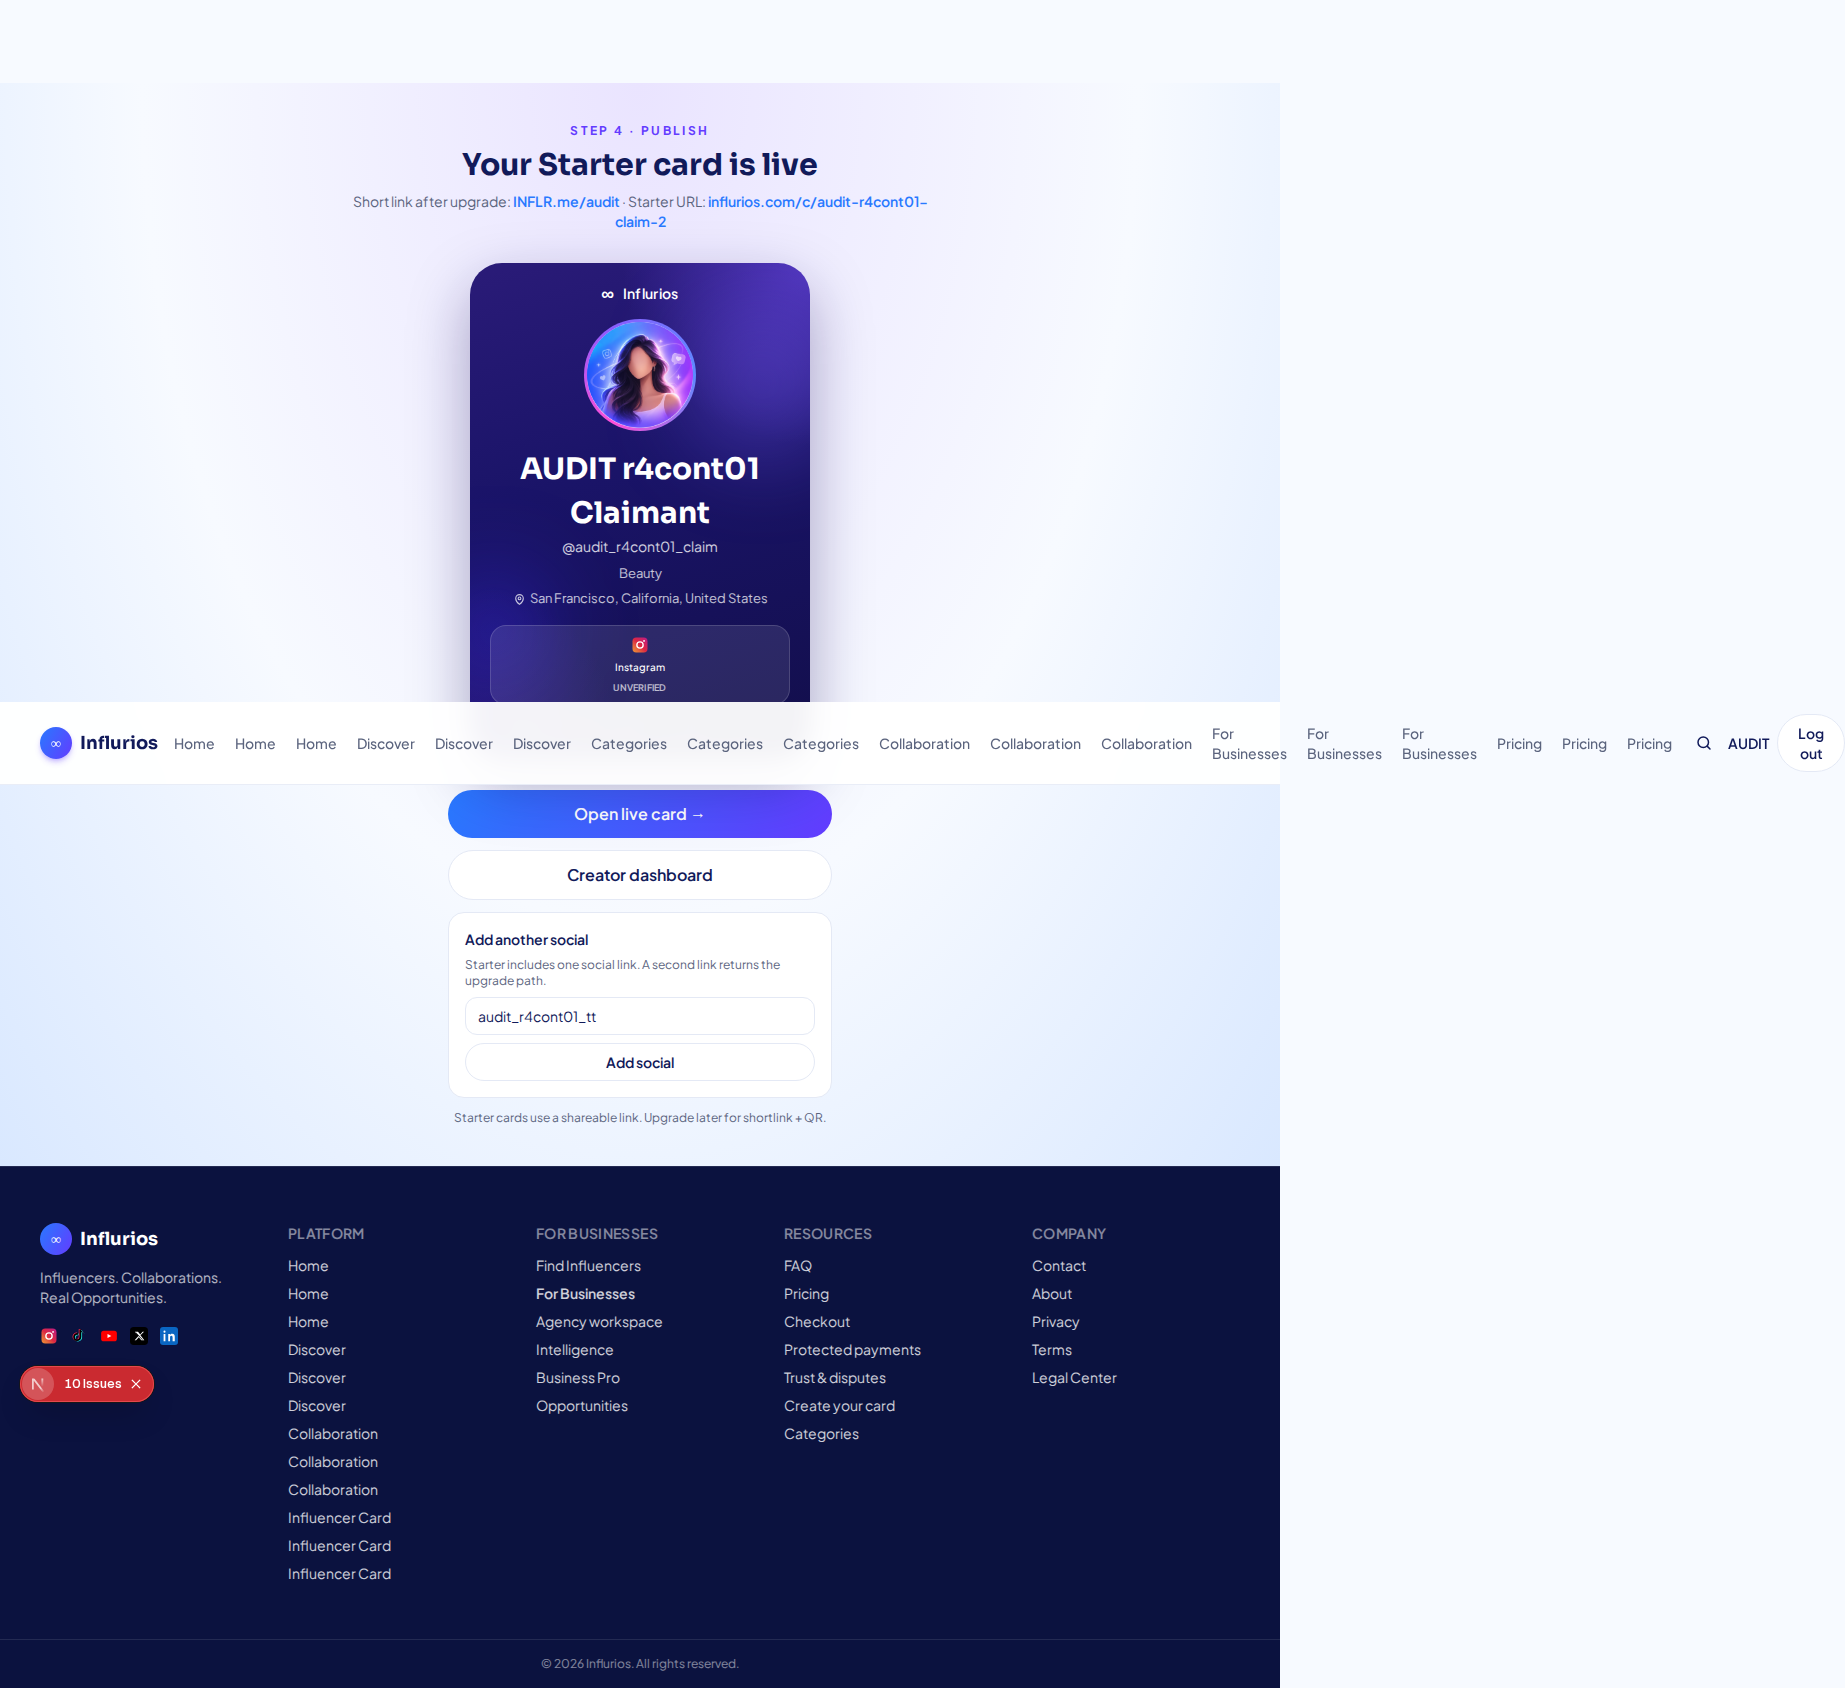 STEP 4 · PUBLISH
Your Starter card is live
Short link after upgrade: INFLR.me/audit · Starter URL: influrios.com/c/audit-r4cont01-
claim-2
∞ Influrios
AUDIT r4cont01
Claimant
@audit_r4cont01_claim
Beauty
San Francisco, California, United States
Instagram
UNVERIFIED
∞ Influrios Home Home Home Discover Discover Discover Categories Categories Categories Collaboration Collaboration Collaboration For Businesses For Businesses For Businesses Pricing Pricing Pricing AUDIT Log out
Open live card →
Creator dashboard
Add another social
Starter includes one social link. A second link returns the
upgrade path.
audit_r4cont01_tt
Add social
Starter cards use a shareable link. Upgrade later for shortlink + QR.
∞ Influrios
Influencers. Collaborations.
Real Opportunities.
N 10 Issues ×
PLATFORM
Home
Home
Home
Discover
Discover
Discover
Collaboration
Collaboration
Collaboration
Influencer Card
Influencer Card
Influencer Card
FOR BUSINESSES
Find Influencers
For Businesses
Agency workspace
Intelligence
Business Pro
Opportunities
RESOURCES
FAQ
Pricing
Checkout
Protected payments
Trust & disputes
Create your card
Categories
COMPANY
Contact
About
Privacy
Terms
Legal Center
© 2026 Influrios. All rights reserved.